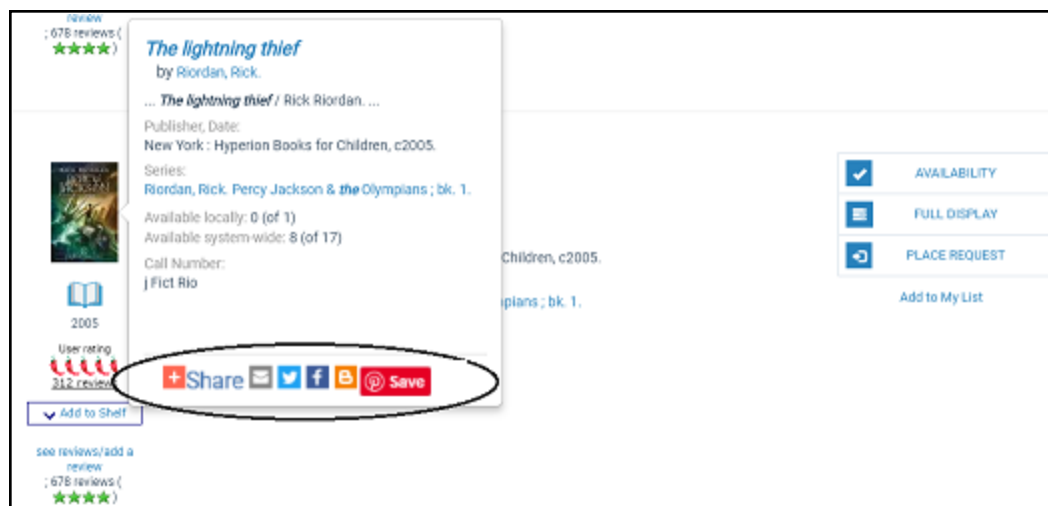 review
; 678 reviews (
★★★★)
The lightning thief
by Riordan, Rick.
... The lightning thief / Rick Riordan. ...
Publisher, Date:
New York : Hyperion Books for Children, c2005.
Series:
Riordan, Rick. Percy Jackson & the Olympians ; bk. 1.
Available locally: 0 (of 1)
Available system-wide: 8 (of 17)
Call Number:
j Fict Rio
+Share Save
Children, c2005.
pians ; bk. 1.
2005
User rating
312 review
Add to Shelf
see reviews/add a
review
; 678 reviews (
★★★★)
AVAILABILITY
FULL DISPLAY
PLACE REQUEST
Add to My List